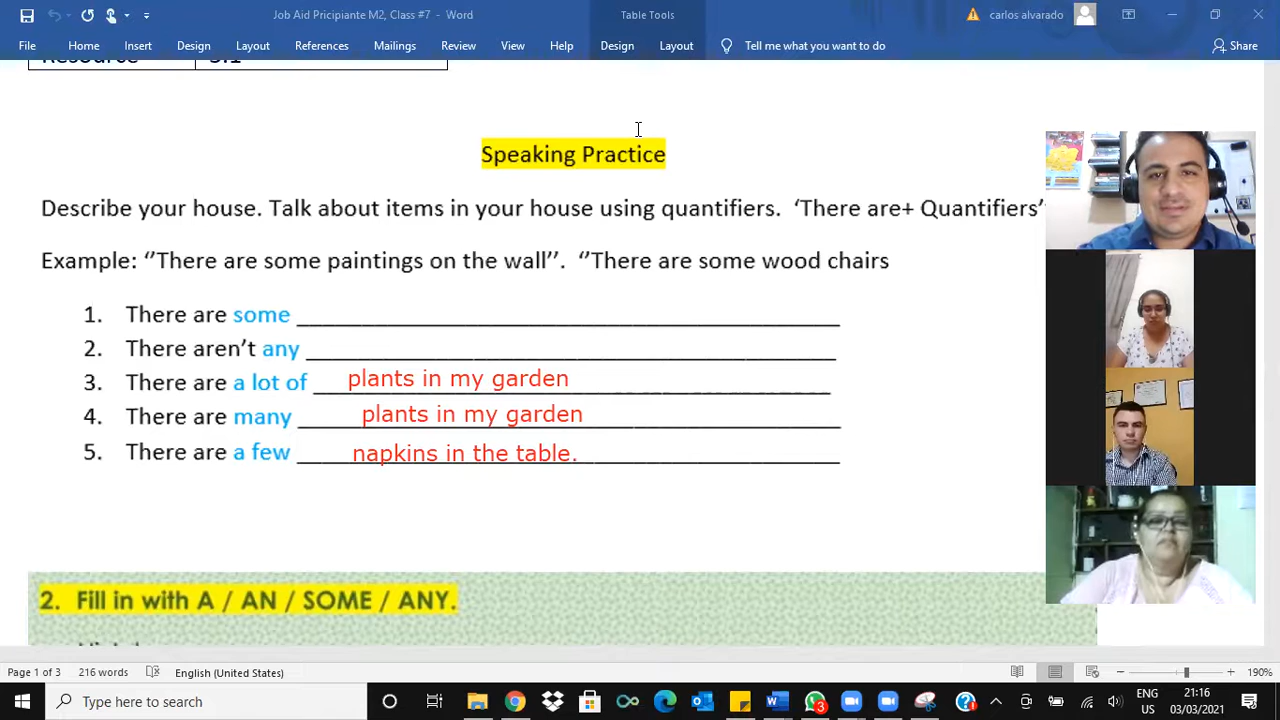 Job Aid Pricipiante M2, Class #7 - Word
Table Tools
carlos alvarado
File Home Insert Design Layout References Mailings Review View Help Design Layout Tell me what you want to do Share
Resource 5.1
Speaking Practice
Describe your house. Talk about items in your house using quantifiers. ‘There are+ Quantifiers’
Example: ‘’There are some paintings on the wall’’. ‘’There are some wood chairs
1. There are some ____
2. There aren’t any ____
3. There are a lot of plants in my garden
4. There are many plants in my garden
5. There are a few napkins in the table.
2. Fill in with A / AN / SOME / ANY.
Page 1 of 3 216 words English (United States) 190%
Type here to search
3
ENG
US
21:16
03/03/2021